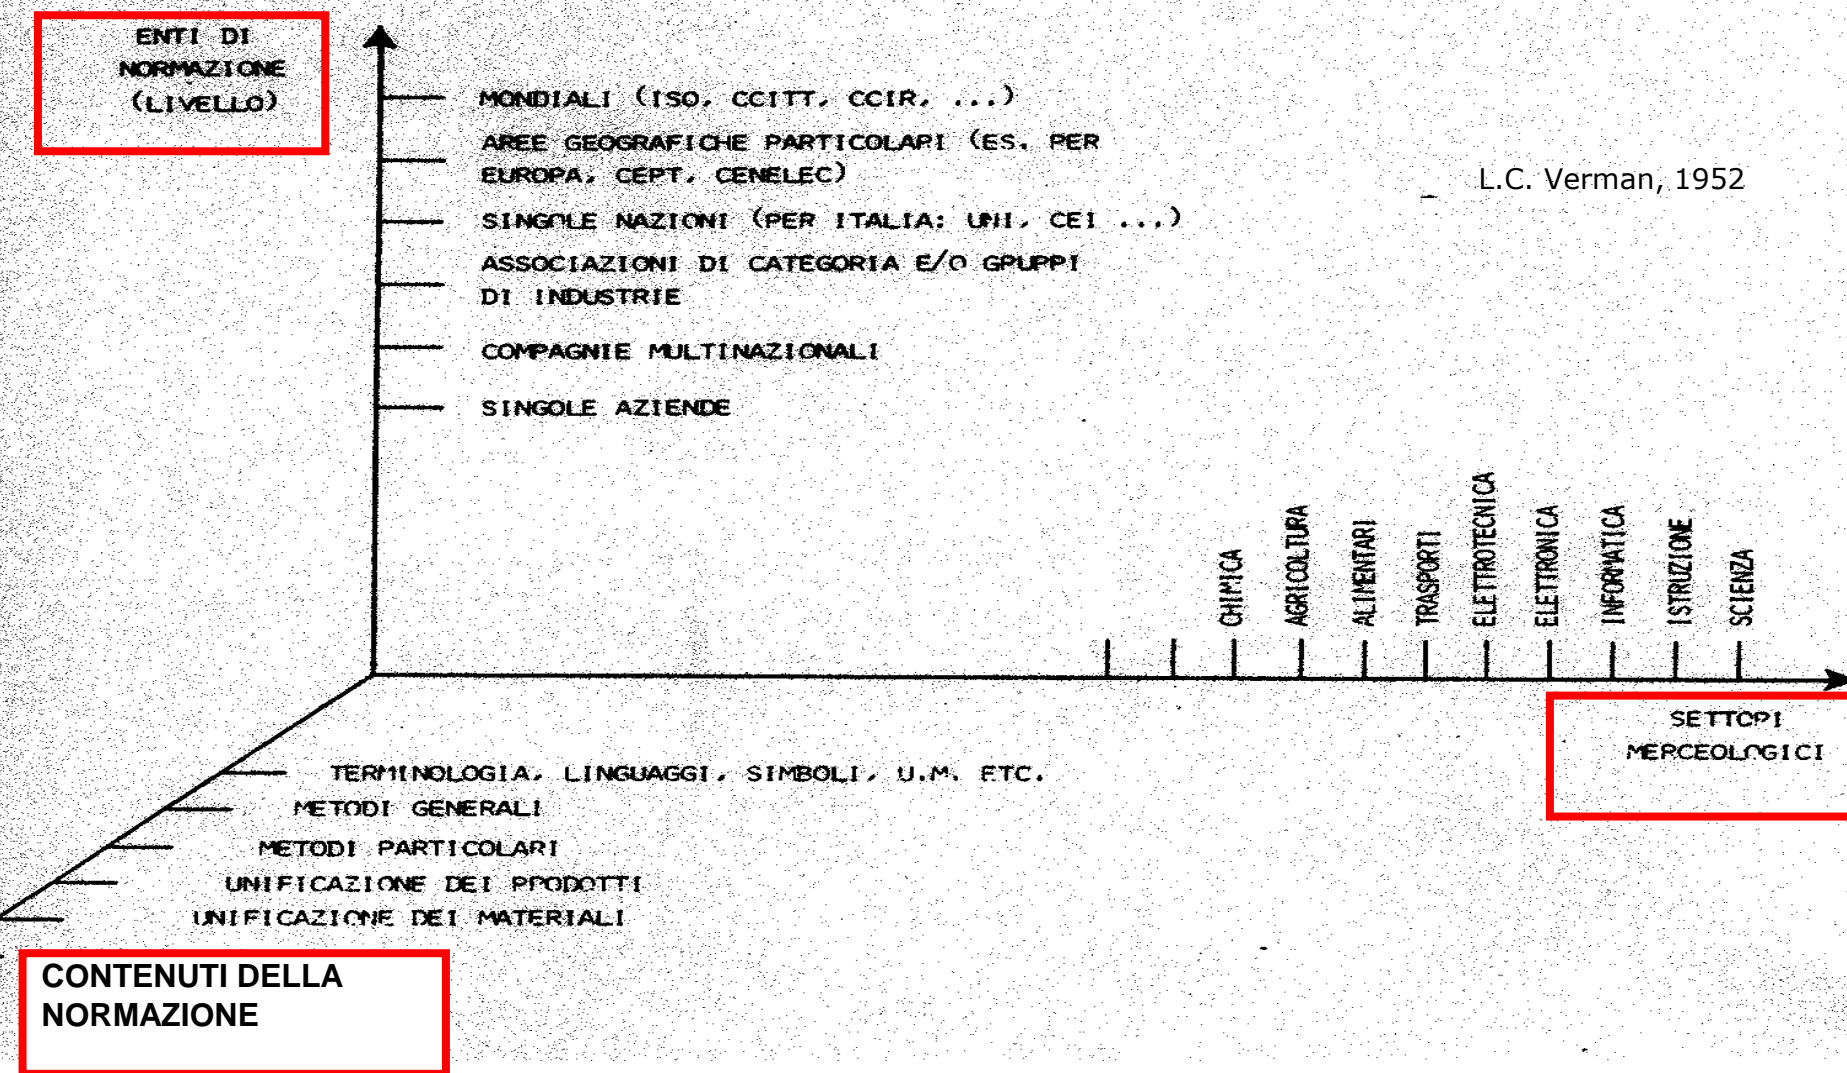 ENTI DI
NORMAZIONE
(LIVELLO)
MONDIALI (ISO, CCITT, CCIR, ...)
AREE GEOGRAFICHE PARTICOLARI (ES. PER
EUROPA, CEPT, CENELEC)
L.C. Verman, 1952
SINGOLE NAZIONI (PER ITALIA: UNI, CEI ...)
ASSOCIAZIONI DI CATEGORIA E/O GRUPPI
DI INDUSTRIE
COMPAGNIE MULTINAZIONALI
SINGOLE AZIENDE
CHIMICA
AGRICOLTURA
ALIMENTARI
TRASPORTI
ELETTROTECNICA
ELETTRONICA
INFORMATICA
ISTRUZIONE
SCIENZA
SETTORI
MERCEOLOGICI
TERMINOLOGIA, LINGUAGGI, SIMBOLI, U.M. ETC.
METODI GENERALI
METODI PARTICOLARI
UNIFICAZIONE DEI PRODOTTI
UNIFICAZIONE DEI MATERIALI
CONTENUTI DELLA
NORMAZIONE